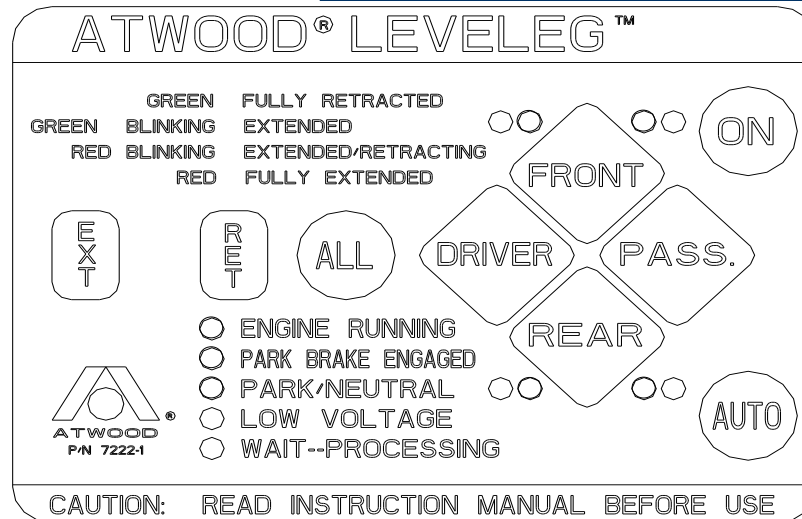 ATWOOD® LEVELEG™
GREEN FULLY RETRACTED
GREEN BLINKING EXTENDED
RED BLINKING EXTENDED/RETRACTING
RED FULLY EXTENDED
ON
FRONT
EXT
RET
ALL
DRIVER
PASS.
REAR
ENGINE RUNNING
PARK BRAKE ENGAGED
PARK/NEUTRAL
LOW VOLTAGE
WAIT--PROCESSING
AUTO
®
ATWOOD
P/N 7222-1
CAUTION: READ INSTRUCTION MANUAL BEFORE USE